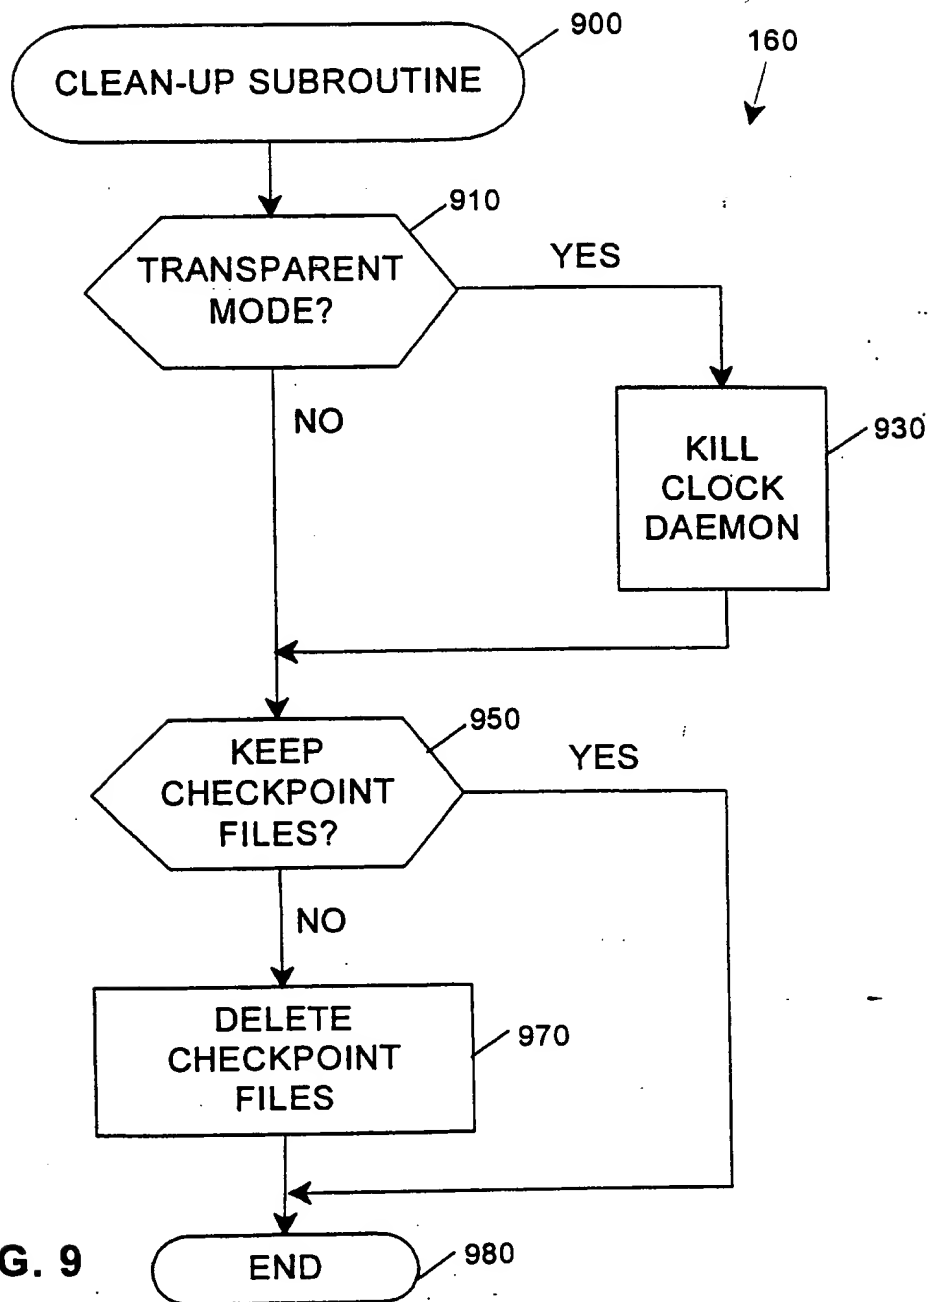 900
160
CLEAN-UP SUBROUTINE
910
TRANSPARENT
MODE?
YES
NO
930
KILL
CLOCK
DAEMON
950
KEEP
CHECKPOINT
FILES?
YES
NO
DELETE
CHECKPOINT
FILES
970
G. 9
END
980